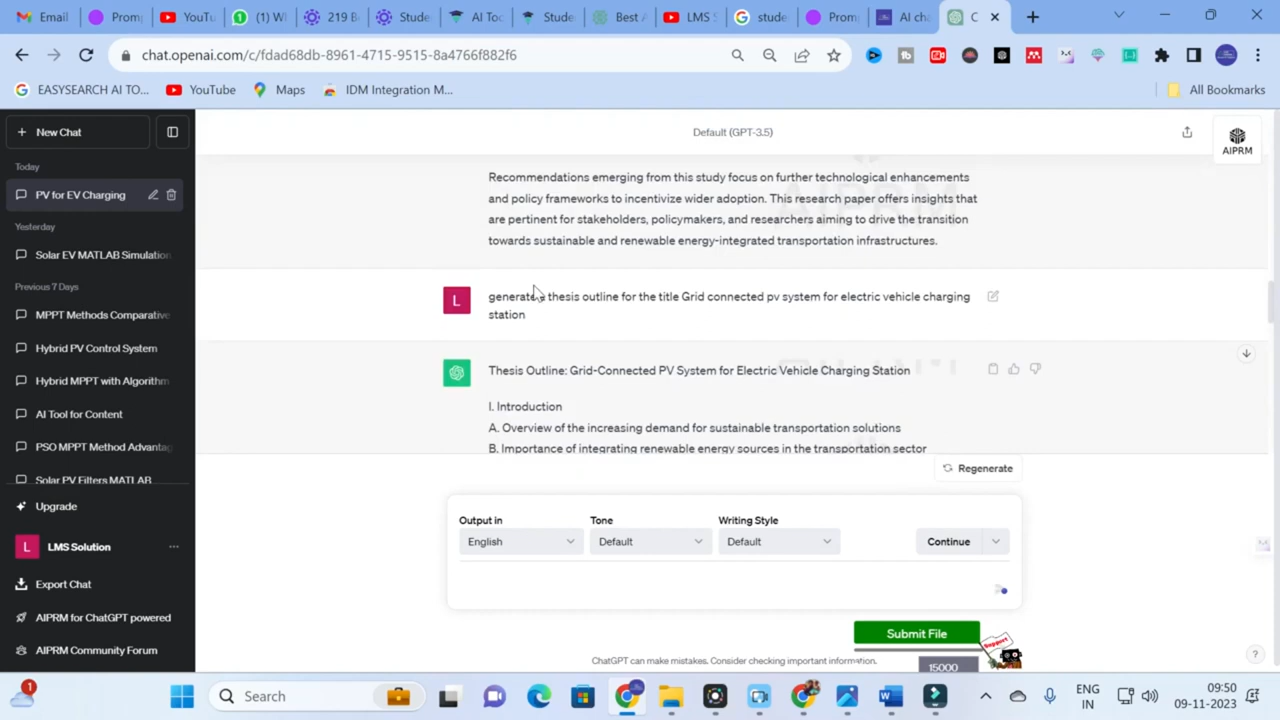 Email
Promp
YouTu
(1) W
219 B
Stude
AI Too
Stude
Best A
LMS S
stude
Prom
AI cha
C
chat.openai.com/c/fdad68db-8961-4715-9515-8a4766f882f6
EASYSEARCH AI TO...
YouTube
Maps
IDM Integration M...
All Bookmarks
New Chat
Default (GPT-3.5)
AIPRM
Today
PV for EV Charging
Yesterday
Solar EV MATLAB Simulation
Previous 7 Days
MPPT Methods Comparative
Hybrid PV Control System
Hybrid MPPT with Algorithm
AI Tool for Content
PSO MPPT Method Advantag
Solar PV Filters MATLAB
Upgrade
L
LMS Solution
Export Chat
AIPRM for ChatGPT powered
AIPRM Community Forum
Recommendations emerging from this study focus on further technological enhancements
and policy frameworks to incentivize wider adoption. This research paper offers insights that
are pertinent for stakeholders, policymakers, and researchers aiming to drive the transition
towards sustainable and renewable energy-integrated transportation infrastructures.
L
generate thesis outline for the title Grid connected pv system for electric vehicle charging
station
Thesis Outline: Grid-Connected PV System for Electric Vehicle Charging Station
I. Introduction
A. Overview of the increasing demand for sustainable transportation solutions
B. Importance of integrating renewable energy sources in the transportation sector
Regenerate
Output in
Tone
Writing Style
English
Default
Default
Continue
Submit File
Support
ChatGPT can make mistakes. Consider checking important information.
15000
?
1
Search
ENG
IN
09:50
09-11-2023